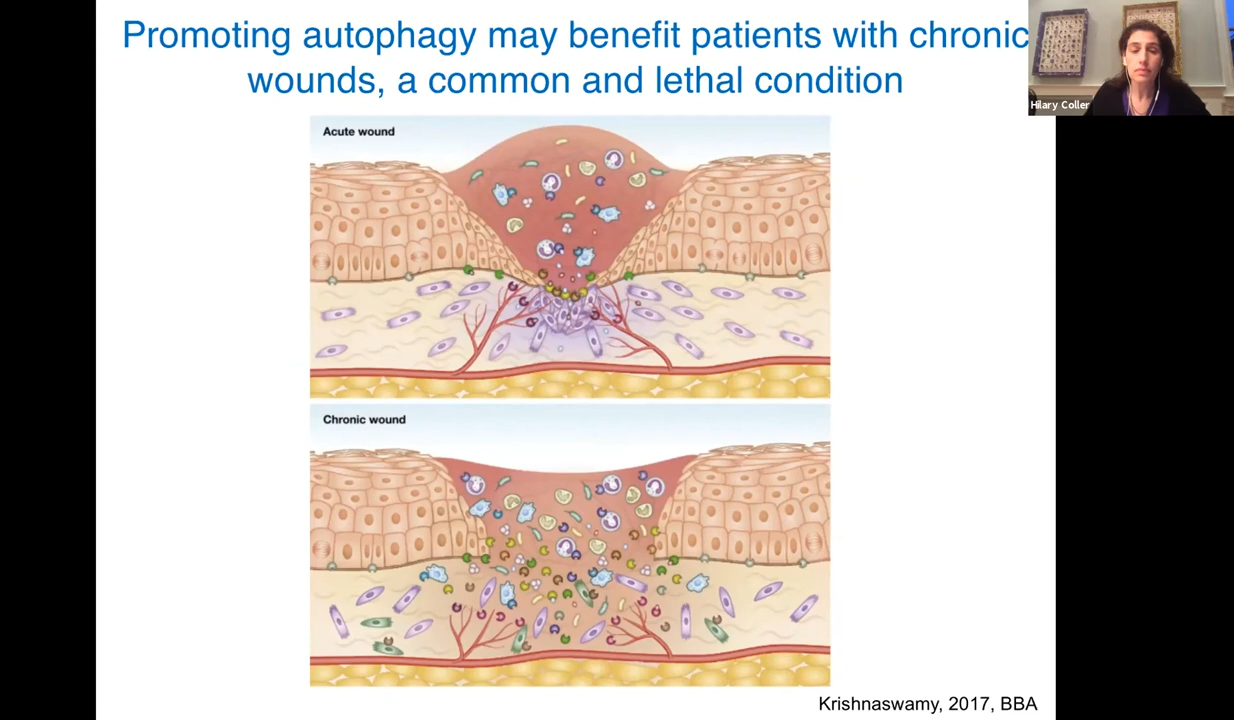 Promoting autophagy may benefit patients with chronic
wounds, a common and lethal condition
Hilary Coller
Acute wound
Chronic wound
Krishnaswamy, 2017, BBA